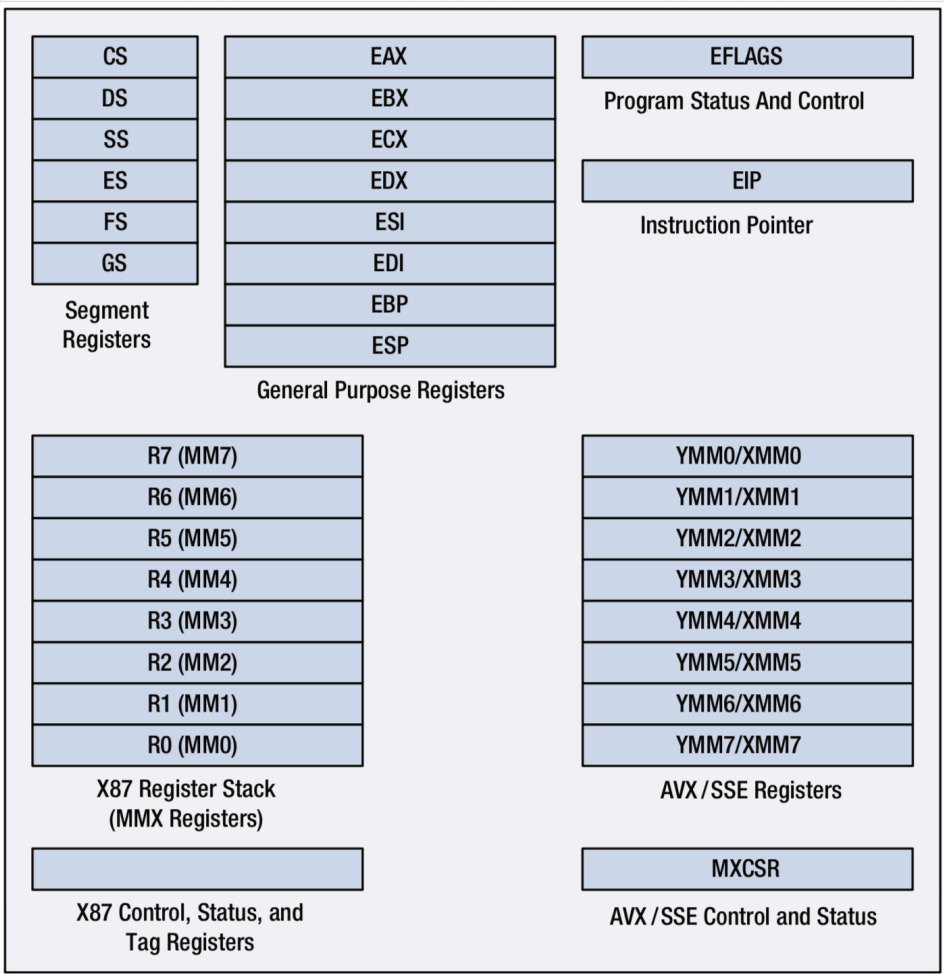 CS
DS
SS
ES
FS
GS
Segment
Registers
EAX
EBX
ECX
EDX
ESI
EDI
EBP
ESP
General Purpose Registers
EFLAGS
Program Status And Control
EIP
Instruction Pointer
R7 (MM7)
R6 (MM6)
R5 (MM5)
R4 (MM4)
R3 (MM3)
R2 (MM2)
R1 (MM1)
R0 (MM0)
X87 Register Stack
(MMX Registers)
X87 Control, Status, and
Tag Registers
YMM0/XMM0
YMM1/XMM1
YMM2/XMM2
YMM3/XMM3
YMM4/XMM4
YMM5/XMM5
YMM6/XMM6
YMM7/XMM7
AVX/SSE Registers
MXCSR
AVX/SSE Control and Status